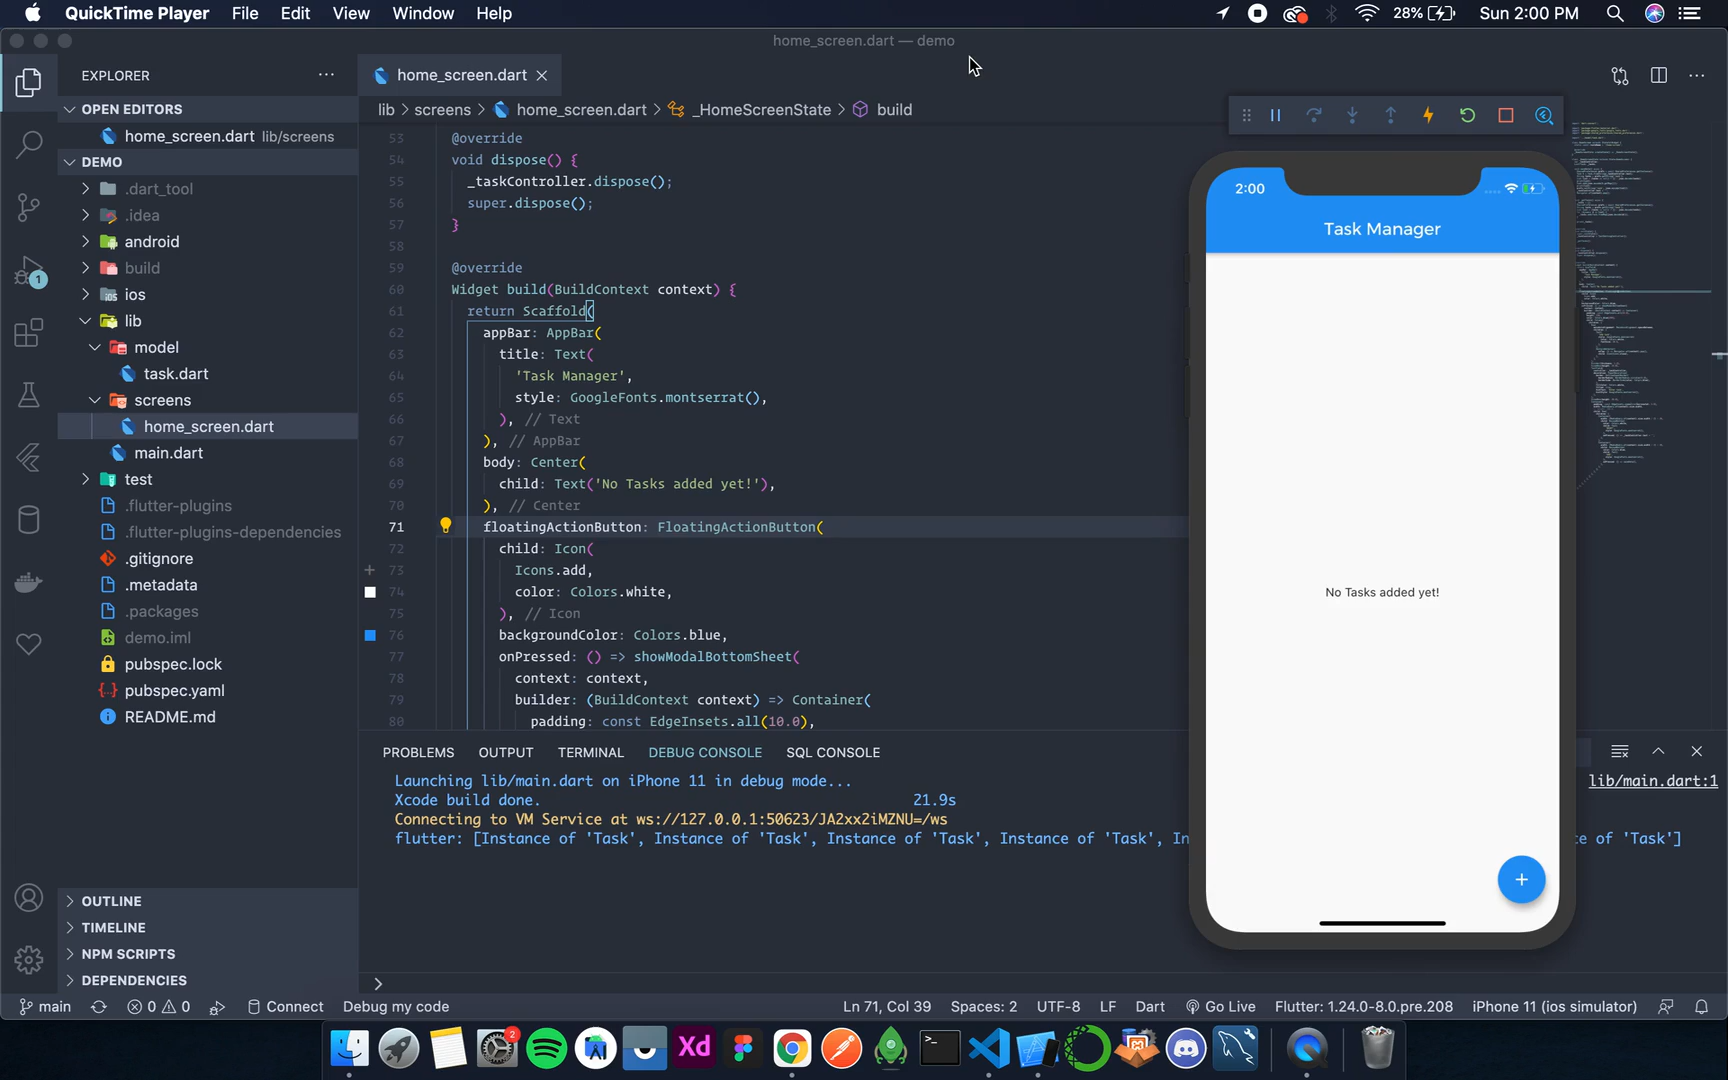 QuickTime Player File Edit View Window Help
28% Sun 2:00 PM
home_screen.dart — demo
EXPLORER
OPEN EDITORS
home_screen.dart lib/screens
DEMO
.dart_tool
.idea
android
build
ios
lib
model
task.dart
screens
home_screen.dart
main.dart
test
.flutter-plugins
.flutter-plugins-dependencies
.gitignore
.metadata
.packages
demo.iml
pubspec.lock
pubspec.yaml
README.md
OUTLINE
TIMELINE
NPM SCRIPTS
DEPENDENCIES
1
home_screen.dart
lib > screens > home_screen.dart > _HomeScreenState > build
53 @override
54 void dispose() {
55 _taskController.dispose();
56 super.dispose();
57 }
58
59 @override
60 Widget build(BuildContext context) {
61 return Scaffold(
62 appBar: AppBar(
63 title: Text(
64 'Task Manager',
65 style: GoogleFonts.montserrat(),
66 ), // Text
67 ), // AppBar
68 body: Center(
69 child: Text('No Tasks added yet!'),
70 ), // Center
71 floatingActionButton: FloatingActionButton(
72 child: Icon(
73 Icons.add,
74 color: Colors.white,
75 ), // Icon
76 backgroundColor: Colors.blue,
77 onPressed: () => showModalBottomSheet(
78 context: context,
79 builder: (BuildContext context) => Container(
80 padding: const EdgeInsets.all(10.0),
2:00
Task Manager
No Tasks added yet!
+
PROBLEMS OUTPUT TERMINAL DEBUG CONSOLE SQL CONSOLE
Launching lib/main.dart on iPhone 11 in debug mode...
lib/main.dart:1
Xcode build done. 21.9s
Connecting to VM Service at ws://127.0.0.1:50623/JA2xx2iMZNU=/ws
flutter: [Instance of 'Task', Instance of 'Task', Instance of 'Task', Instance of 'Task', In
ce of 'Task']
main 0 0 Connect Debug my code Ln 71, Col 39 Spaces: 2 UTF-8 LF Dart Go Live Flutter: 1.24.0-8.0.pre.208 iPhone 11 (ios simulator)
2
Xd